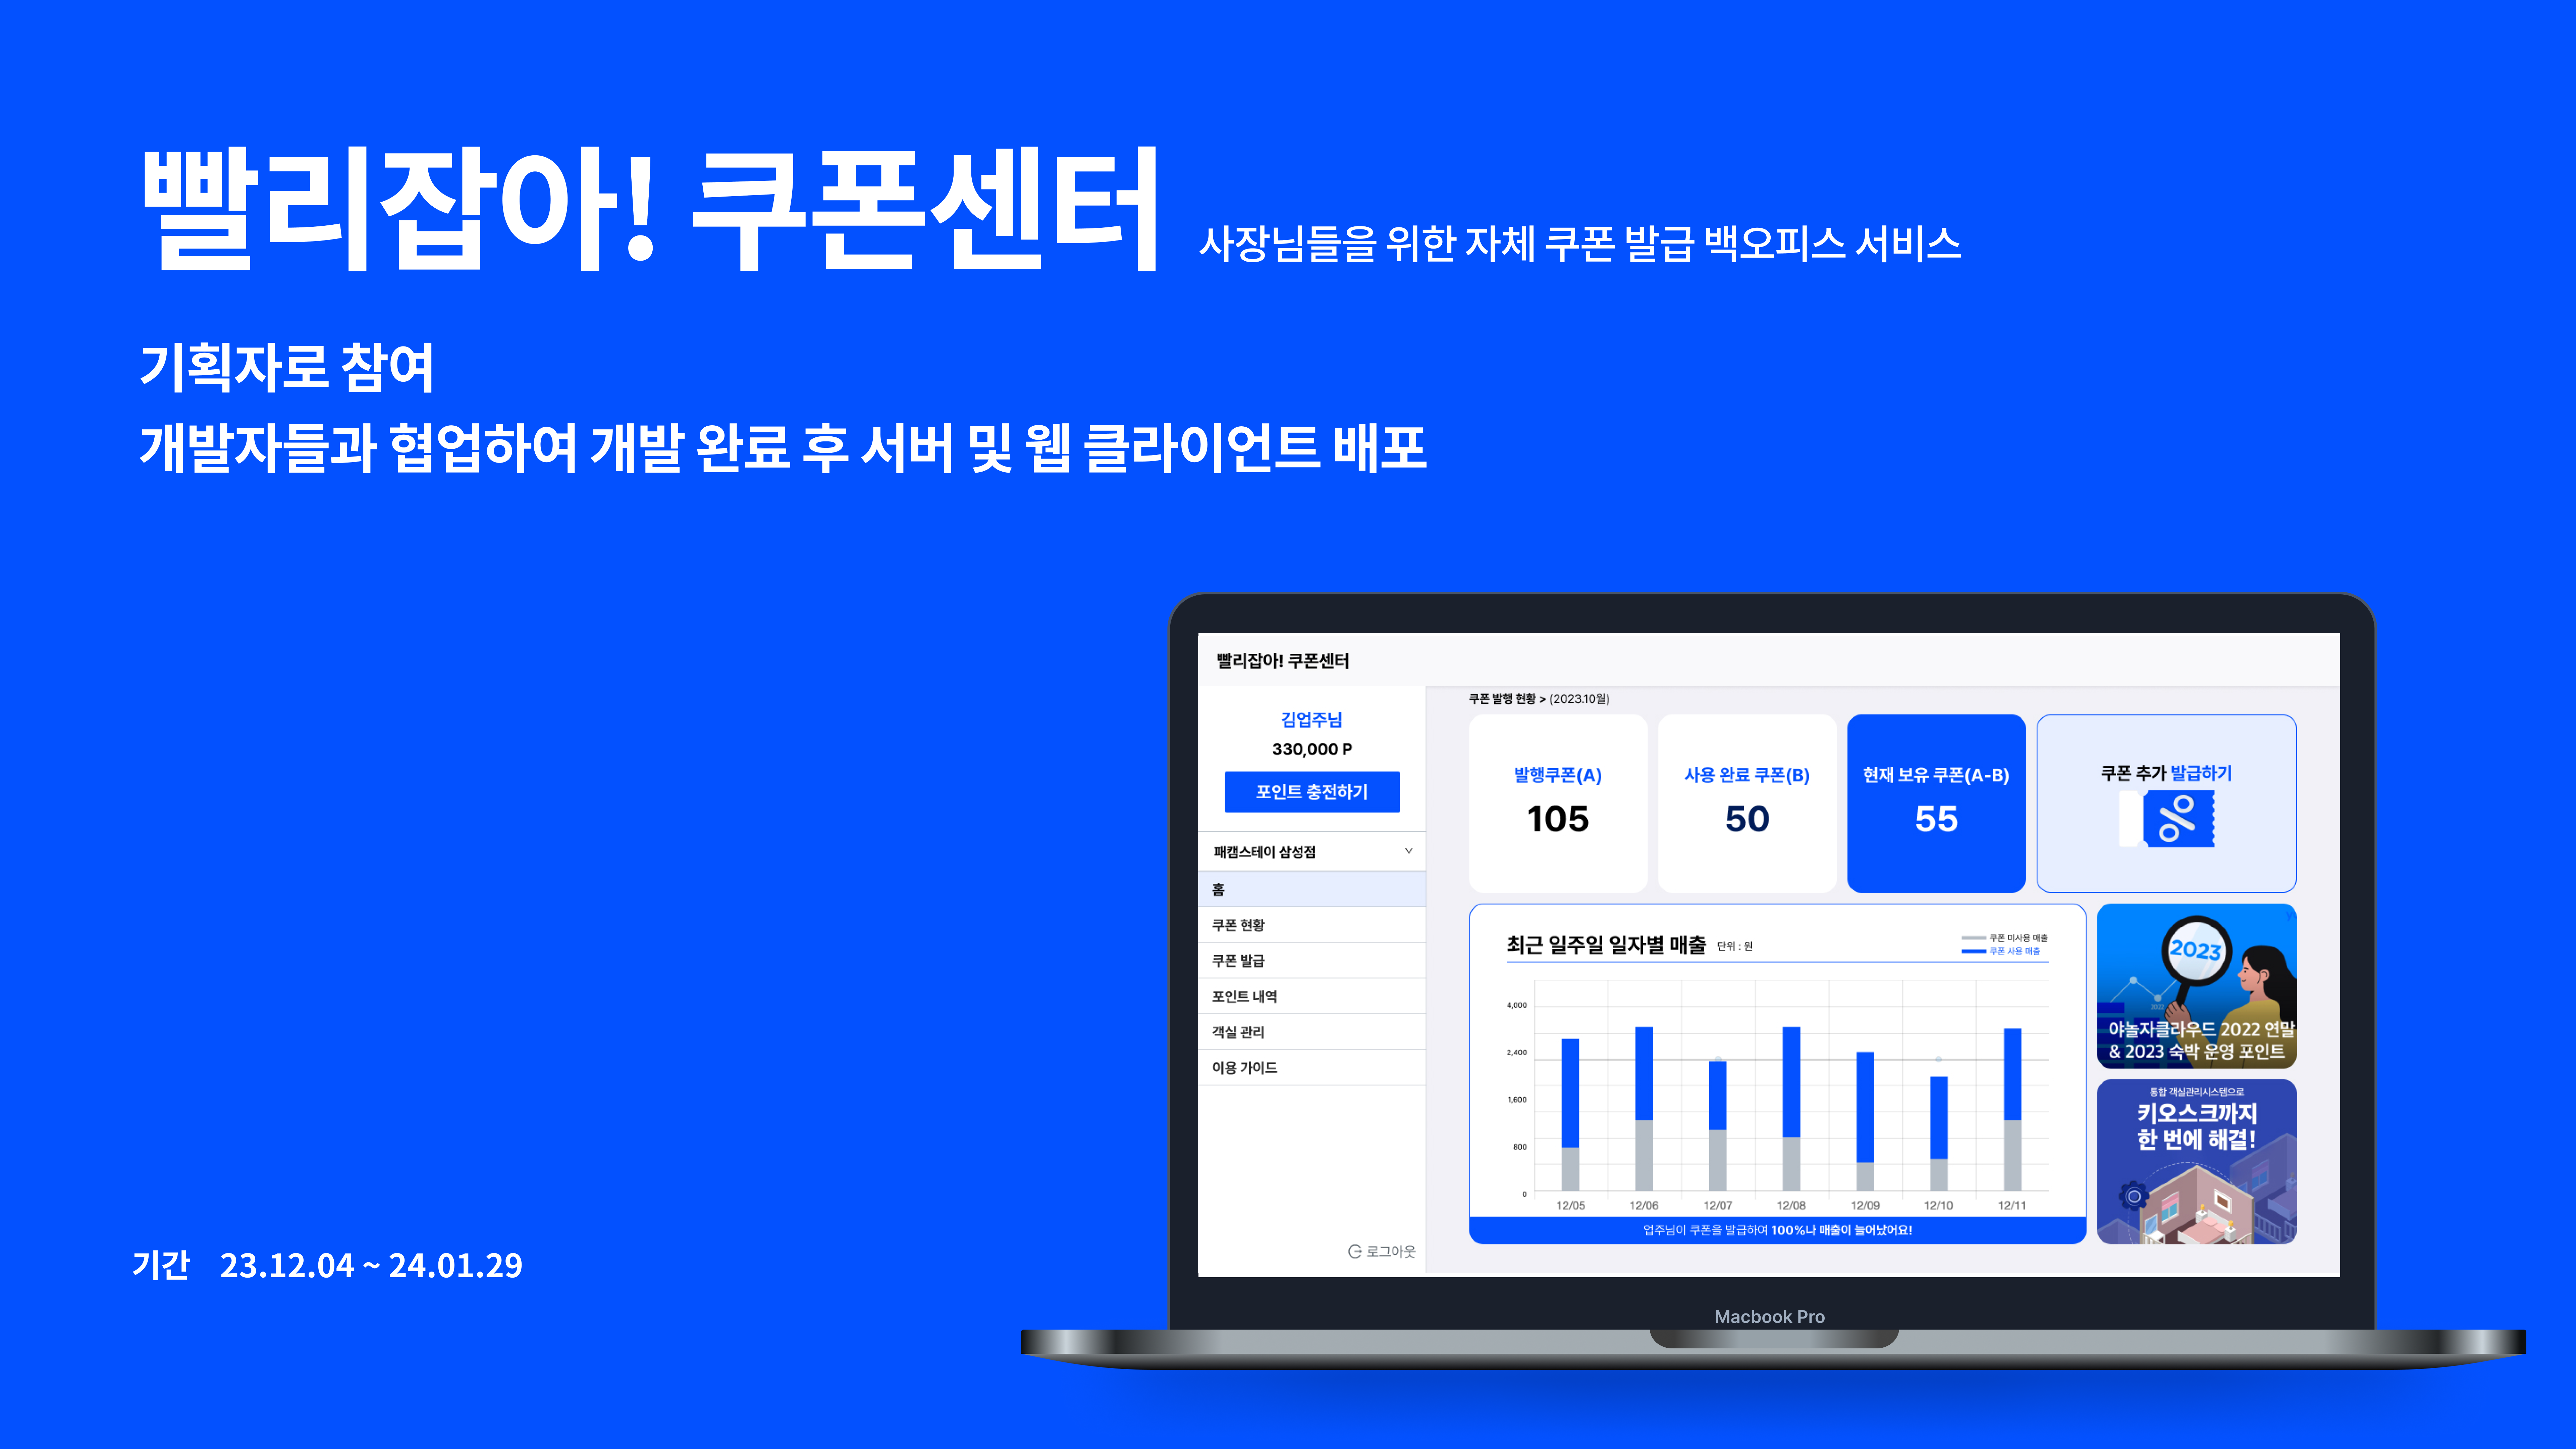 빨리잡아! 쿠폰센터 사장님들을 위한 자체 쿠폰 발급 백오피스 서비스
기획자로 참여
개발자들과 협업하여 개발 완료 후 서버 및 웹 클라이언트 배포
기간 23.12.04 ~ 24.01.29
빨리잡아! 쿠폰센터
김업주님
330,000 P
포인트 충전하기
패캠스테이 삼성점
홈
쿠폰 현황
쿠폰 발급
포인트 내역
객실 관리
이용 가이드
로그아웃
쿠폰 발행 현황 > (2023.10월)
발행쿠폰(A)
105
사용 완료 쿠폰(B)
50
현재 보유 쿠폰(A-B)
55
쿠폰 추가 발급하기
%
최근 일주일 일자별 매출 단위 : 원
쿠폰 미사용 매출
쿠폰 사용 매출
4,000
2,400
1,600
800
0
12/05 12/06 12/07 12/08 12/09 12/10 12/11
업주님이 쿠폰을 발급하여 100%나 매출이 늘어났어요!
2023
2022
야놀자클라우드 2022 연말
& 2023 숙박 운영 포인트
통합 객실관리시스템으로
키오스크까지
한 번에 해결!
Macbook Pro